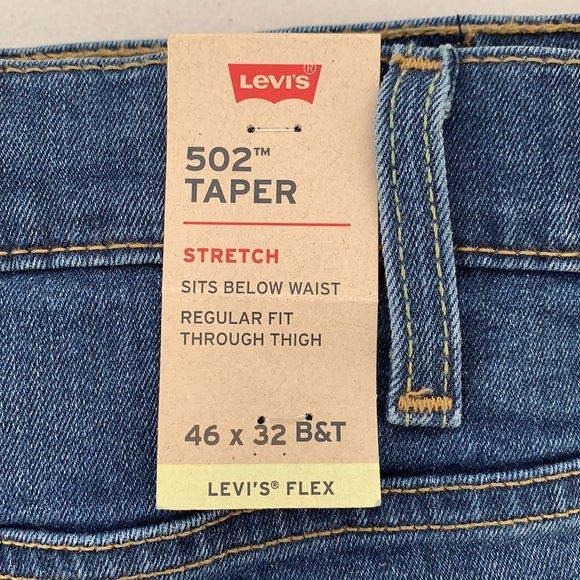 LEVI'S®
502™
TAPER
STRETCH
SITS BELOW WAIST
REGULAR FIT
THROUGH THIGH
46 x 32 B&T
LEVI'S® FLEX